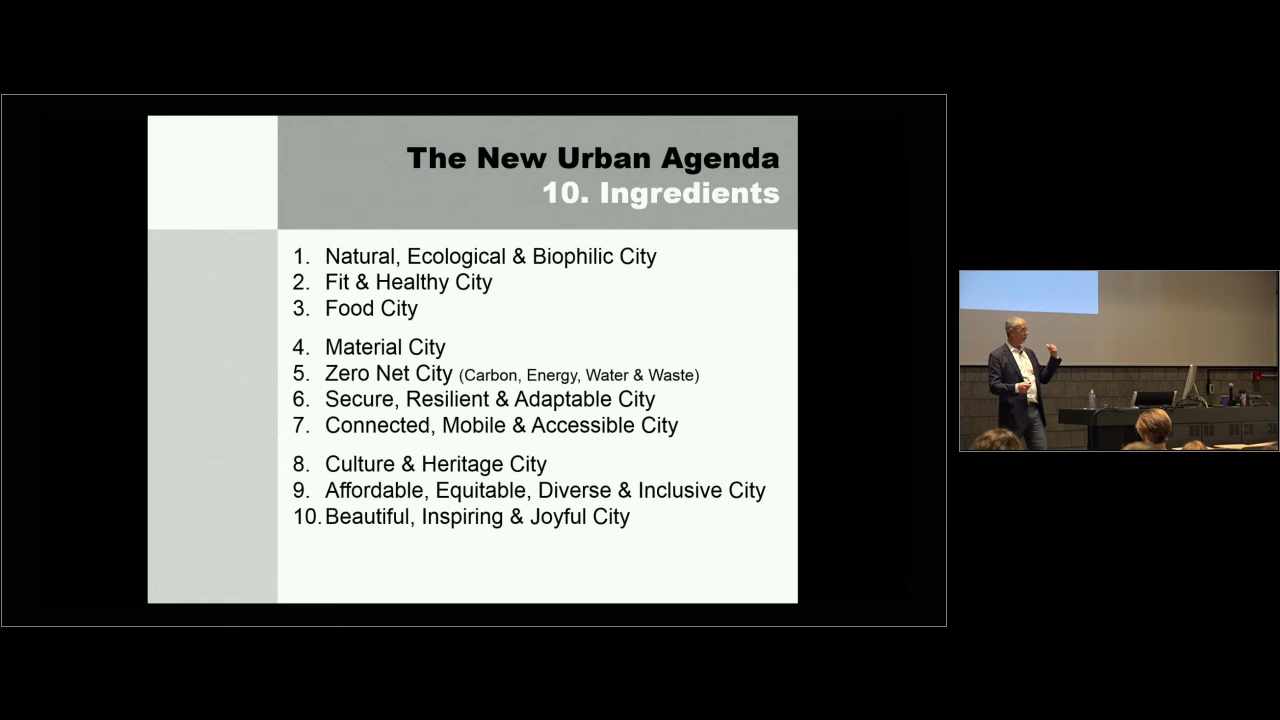 The New Urban Agenda
10. Ingredients
1. Natural, Ecological & Biophilic City
2. Fit & Healthy City
3. Food City
4. Material City
5. Zero Net City (Carbon, Energy, Water & Waste)
6. Secure, Resilient & Adaptable City
7. Connected, Mobile & Accessible City
8. Culture & Heritage City
9. Affordable, Equitable, Diverse & Inclusive City
10. Beautiful, Inspiring & Joyful City